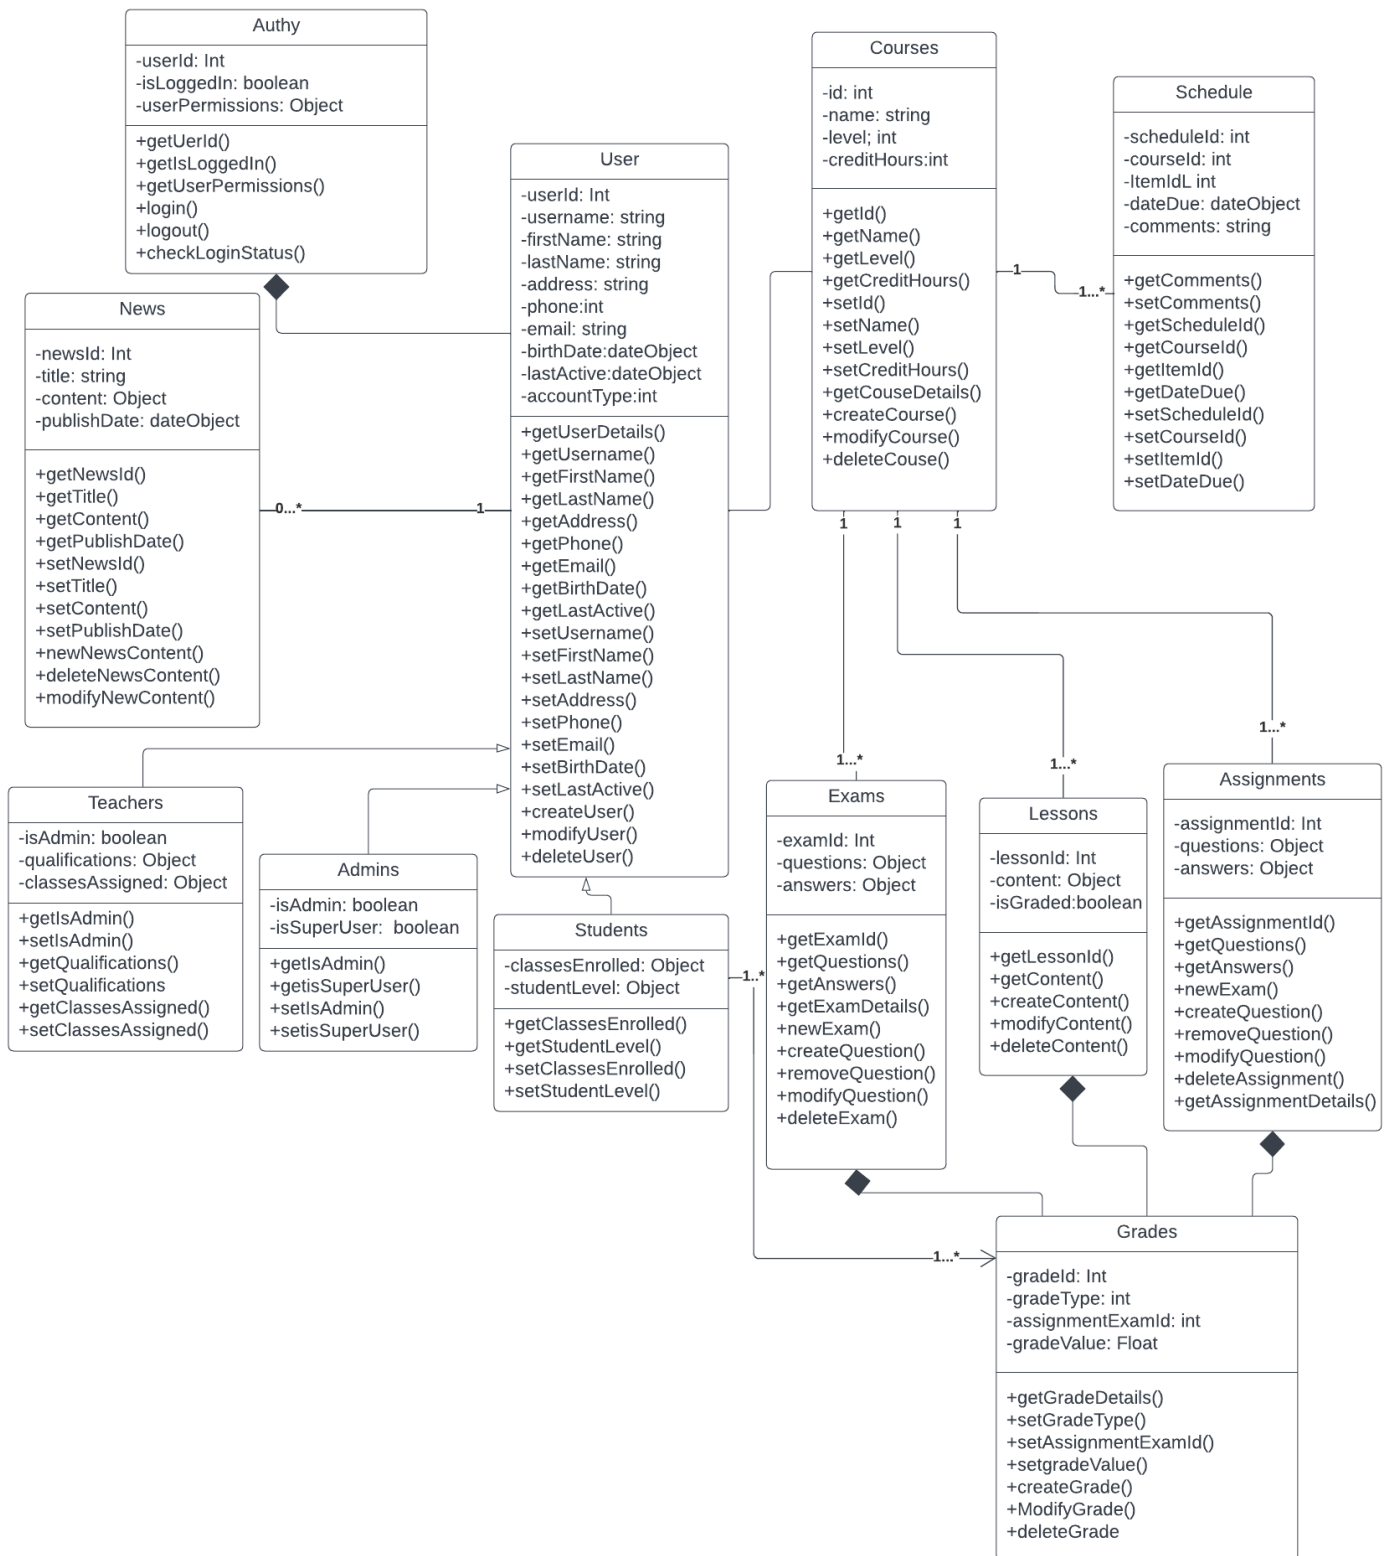 Authy
-userId: Int
-isLoggedIn: boolean
-userPermissions: Object
+getUerId()
+getIsLoggedIn()
+getUserPermissions()
+login()
+logout()
+checkLoginStatus()
News
-newsId: Int
-title: string
-content: Object
-publishDate: dateObject
+getNewsId()
+getTitle()
+getContent()
+getPublishDate()
+setNewsId()
+setTitle()
+setContent()
+setPublishDate()
+newNewsContent()
+deleteNewsContent()
+modifyNewContent()
0...*
1
User
-userId: Int
-username: string
-firstName: string
-lastName: string
-address: string
-phone:int
-email: string
-birthDate:dateObject
-lastActive:dateObject
-accountType:int
+getUserDetails()
+getUsername()
+getFirstName()
+getLastName()
+getAddress()
+getPhone()
+getEmail()
+getBirthDate()
+getLastActive()
+setUsername()
+setFirstName()
+setLastName()
+setAddress()
+setPhone()
+setEmail()
+setBirthDate()
+setLastActive()
+createUser()
+modifyUser()
+deleteUser()
Courses
-id: int
-name: string
-level; int
-creditHours:int
+getId()
+getName()
+getLevel()
+getCreditHours()
+setId()
+setName()
+setLevel()
+setCreditHours()
+getCouseDetails()
+createCourse()
+modifyCourse()
+deleteCouse()
1
1...*
Schedule
-scheduleId: int
-courseId: int
-ItemIdL int
-dateDue: dateObject
-comments: string
+getComments()
+setComments()
+getScheduleId()
+getCourseId()
+getItemId()
+getDateDue()
+setScheduleId()
+setCourseId()
+setItemId()
+setDateDue()
1
1
1
1...*
1...*
1...*
Teachers
-isAdmin: boolean
-qualifications: Object
-classesAssigned: Object
+getIsAdmin()
+setIsAdmin()
+getQualifications()
+setQualifications
+getClassesAssigned()
+setClassesAssigned()
Admins
-isAdmin: boolean
-isSuperUser: boolean
+getIsAdmin()
+getisSuperUser()
+setIsAdmin()
+setisSuperUser()
Students
-classesEnrolled: Object
-studentLevel: Object
+getClassesEnrolled()
+getStudentLevel()
+setClassesEnrolled()
+setStudentLevel()
1..*
Exams
-examId: Int
-questions: Object
-answers: Object
+getExamId()
+getQuestions()
+getAnswers()
+getExamDetails()
+newExam()
+createQuestion()
+removeQuestion()
+modifyQuestion()
+deleteExam()
Lessons
-lessonId: Int
-content: Object
-isGraded:boolean
+getLessonId()
+getContent()
+createContent()
+modifyContent()
+deleteContent()
Assignments
-assignmentId: Int
-questions: Object
-answers: Object
+getAssignmentId()
+getQuestions()
+getAnswers()
+newExam()
+createQuestion()
+removeQuestion()
+modifyQuestion()
+deleteAssignment()
+getAssignmentDetails()
1...*
Grades
-gradeId: Int
-gradeType: int
-assignmentExamId: int
-gradeValue: Float
+getGradeDetails()
+setGradeType()
+setAssignmentExamId()
+setgradeValue()
+createGrade()
+ModifyGrade()
+deleteGrade